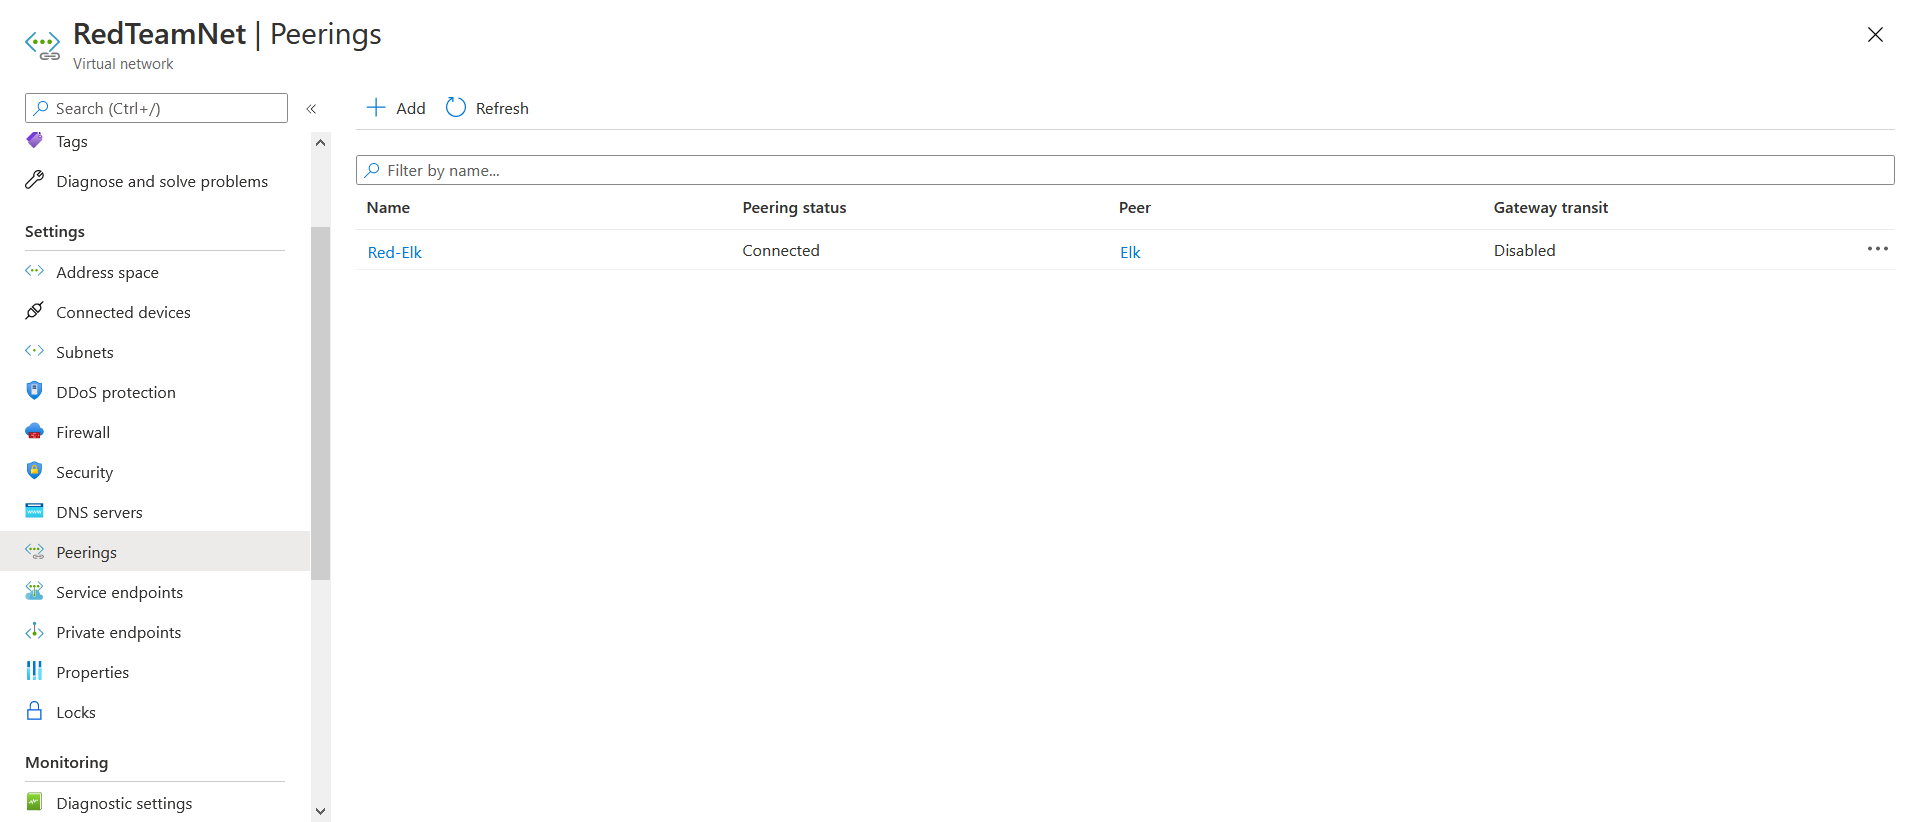 RedTeamNet | Peerings
Virtual network
Search (Ctrl+/)
«
Tags
Diagnose and solve problems
Settings
Address space
Connected devices
Subnets
DDoS protection
Firewall
Security
DNS servers
Peerings
Service endpoints
Private endpoints
Properties
Locks
Monitoring
Diagnostic settings
Add Refresh
Filter by name...
Name Peering status Peer Gateway transit
Red-Elk Connected Elk Disabled